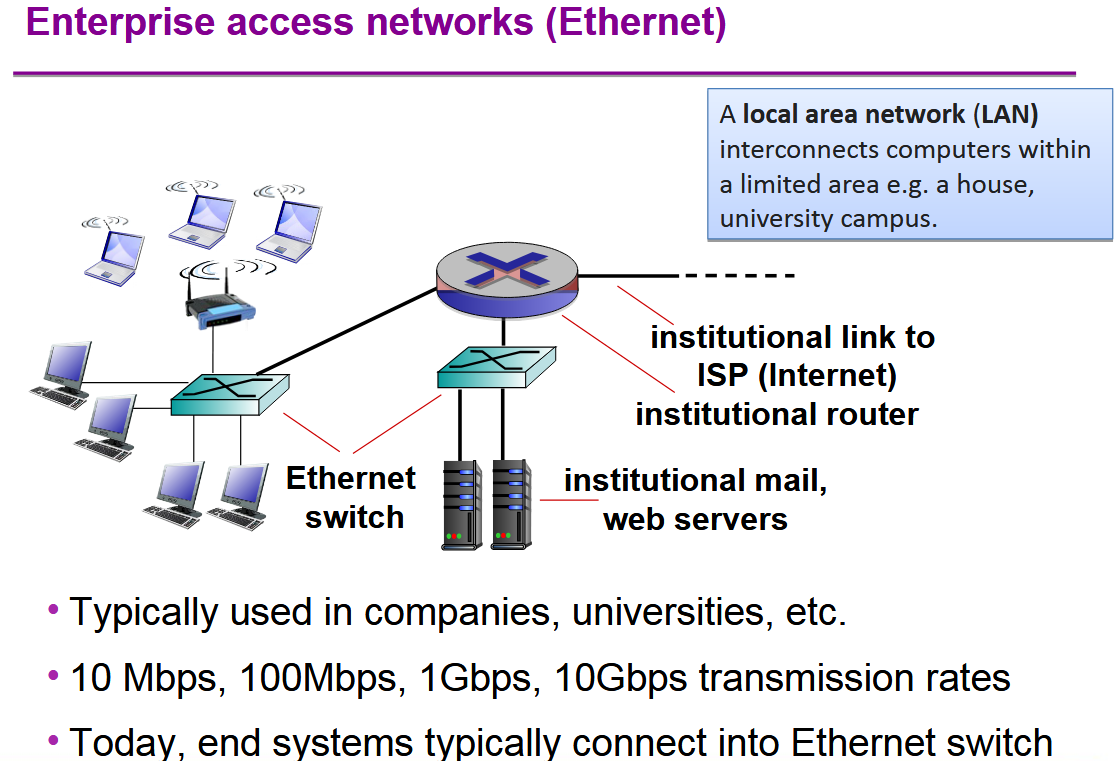 Enterprise access networks (Ethernet)
A local area network (LAN)
interconnects computers within
a limited area e.g. a house,
university campus.
institutional link to
ISP (Internet)
institutional router
Ethernet
switch
institutional mail,
web servers
• Typically used in companies, universities, etc.
• 10 Mbps, 100Mbps, 1Gbps, 10Gbps transmission rates
• Today, end systems typically connect into Ethernet switch